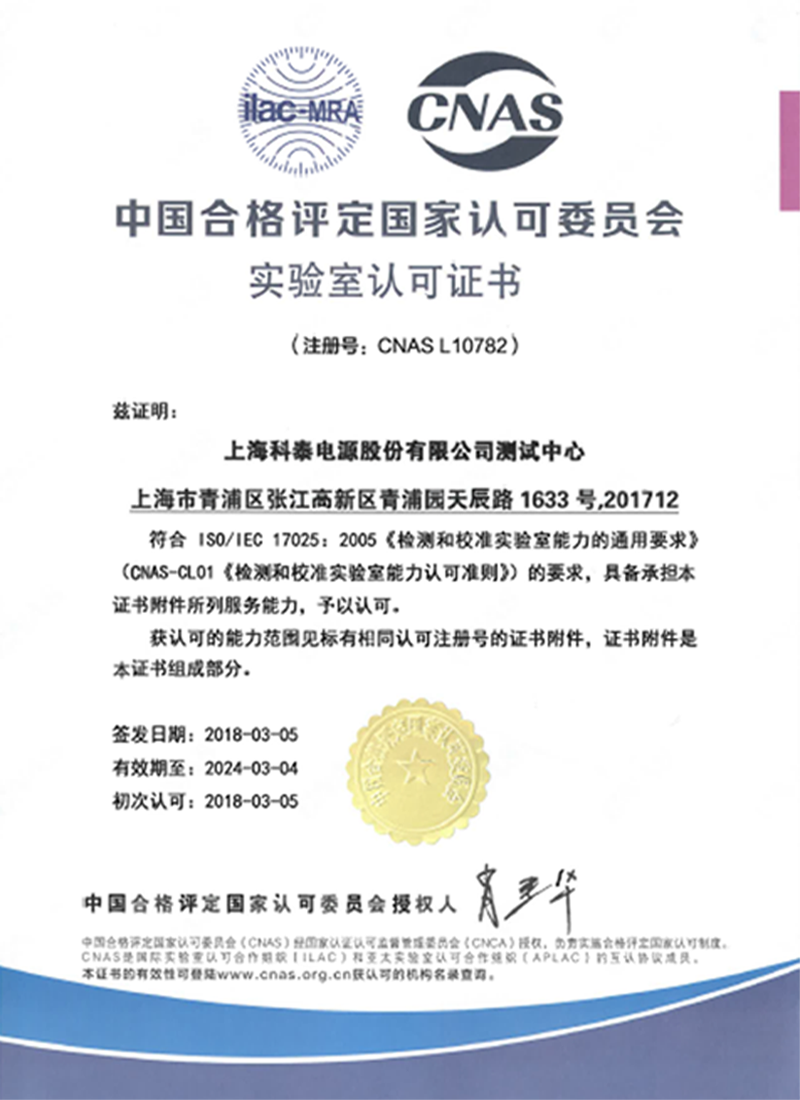 ilac-MRA
CNAS
中国合格评定国家认可委员会
实验室认可证书
（注册号：CNAS L10782）
兹证明：
上海科泰电源股份有限公司测试中心
上海市青浦区张江高新区青浦园天辰路 1633 号,201712
符合 ISO/IEC 17025：2005《检测和校准实验室能力的通用要求》
（CNAS-CL01《检测和校准实验室能力认可准则》）的要求，具备承担本
证书附件所列服务能力，予以认可。
获认可的能力范围见标有相同认可注册号的证书附件，证书附件是
本证书组成部分。
签发日期：2018-03-05
有效期至：2024-03-04
初次认可：2018-03-05
中国合格评定国家认可委员会授权人
中国合格评定国家认可委员会（CNAS）经国家认证认可监督管理委员会（CNCA）授权，负责实施合格评定国家认可制度。
CNAS是国际实验室认可合作组织（ILAC）和亚太实验室认可合作组织（APLAC）的互认协议成员。
本证书的有效性可登陆www.cnas.org.cn获认可的机构名录查询。